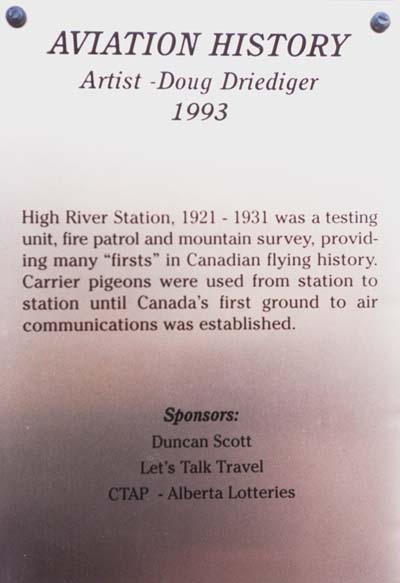 AVIATION HISTORY
Artist -Doug Driediger
1993
High River Station, 1921 - 1931 was a testing
unit, fire patrol and mountain survey, provid-
ing many “firsts” in Canadian flying history.
Carrier pigeons were used from station to
station until Canada’s first ground to air
communications was established.
Sponsors:
Duncan Scott
Let’s Talk Travel
CTAP - Alberta Lotteries